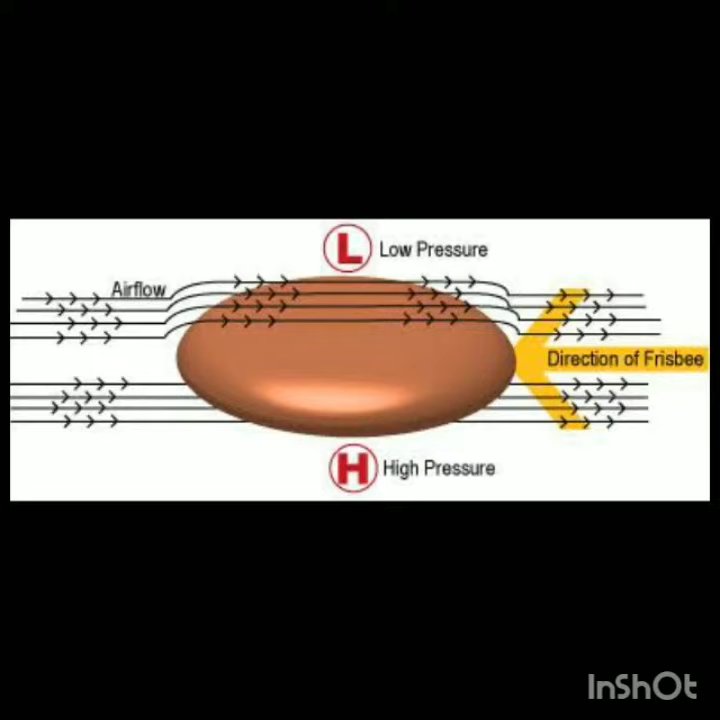 L Low Pressure
Airflow
Direction of Frisbee
H High Pressure
InShOt